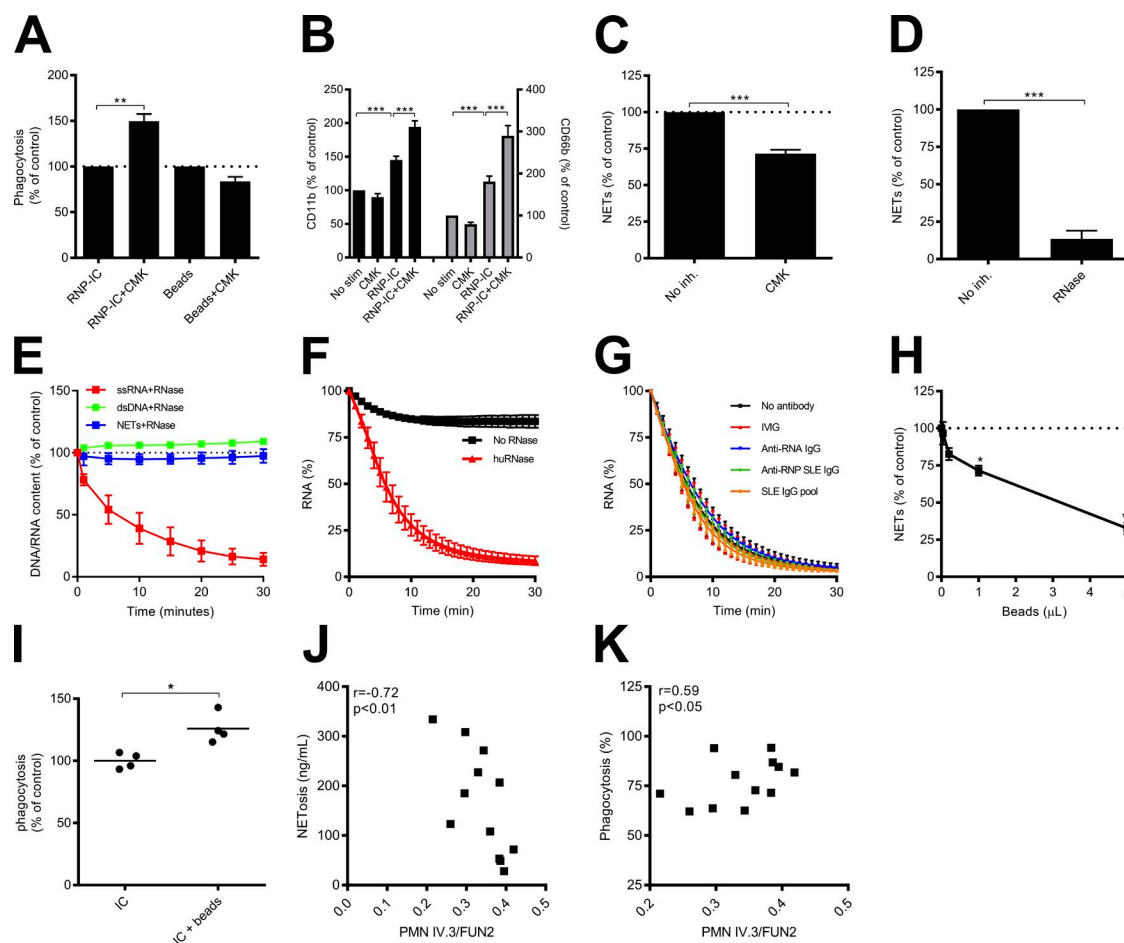 A
B
C
D
Phagocytosis
(% of control)
200
150
100
50
0
**
RNP-IC
RNP-IC+CMK
Beads
Beads+CMK
CD11b (% of control)
250
200
150
100
50
0
***
***
***
***
400
300
200
100
0
CD66b (% of control)
No stim
CMK
RNP-IC
RNP-IC+CMK
No stim
CMK
RNP-IC
RNP-IC+CMK
NETs (% of control)
125
100
75
50
25
0
***
No inh.
CMK
NETs (% of control)
125
100
75
50
25
0
***
No inh.
RNase
E
F
G
H
DNA/RNA content (% of control)
150
100
50
0
ssRNA+RNase
dsDNA+RNase
NETs+RNase
0
10
20
30
Time (minutes)
RNA (%)
125
100
75
50
25
0
No RNase
huRNase
0
10
20
30
Time (min)
RNA (%)
125
100
75
50
25
0
No antibody
IVIG
Anti-RNA IgG
Anti-RNP SLE IgG
SLE IgG pool
0
10
20
30
Time (min)
NETs (% of control)
125
100
75
50
25
0
*
0
1
2
3
4
Beads (μL)
I
J
K
phagocytosis
(% of control)
150
100
50
0
*
IC
IC + beads
r=-0.72
p<0.01
NETosis (ng/mL)
400
300
200
100
0
0.0
0.1
0.2
0.3
0.4
0.5
PMN IV.3/FUN2
r=0.59
p<0.05
Phagocytosis (%)
125
100
75
50
25
0.2
0.3
0.4
0.5
PMN IV.3/FUN2